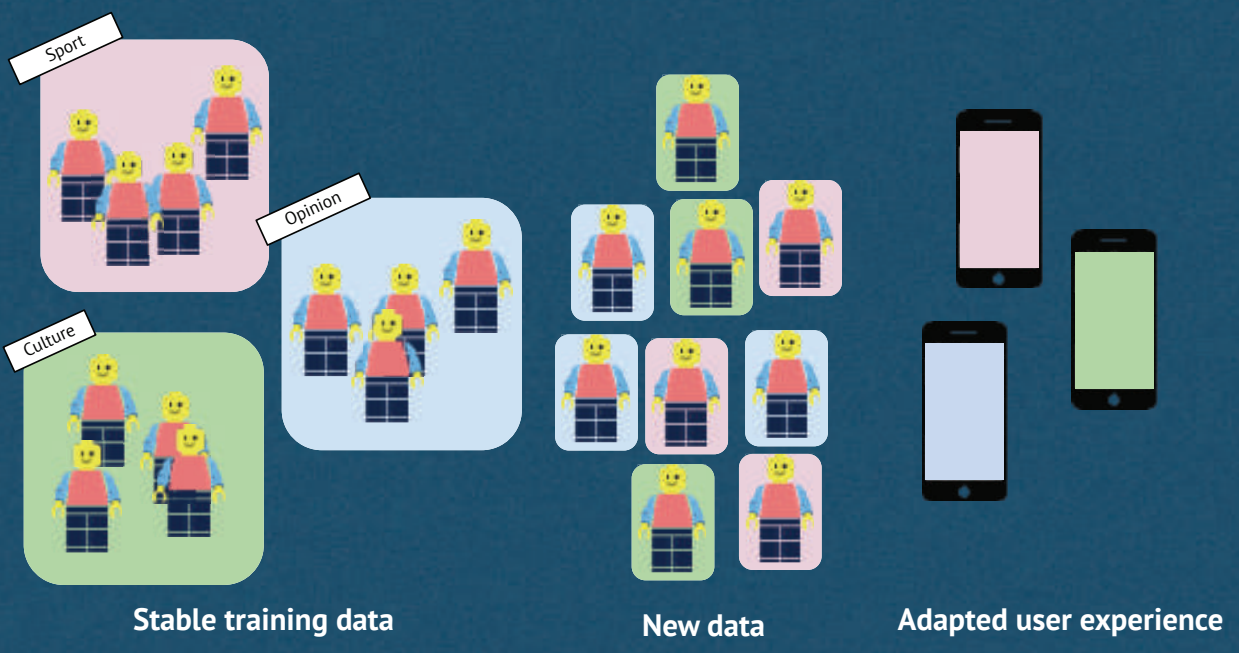 Sport
Opinion
Culture
Stable training data
New data
Adapted user experience